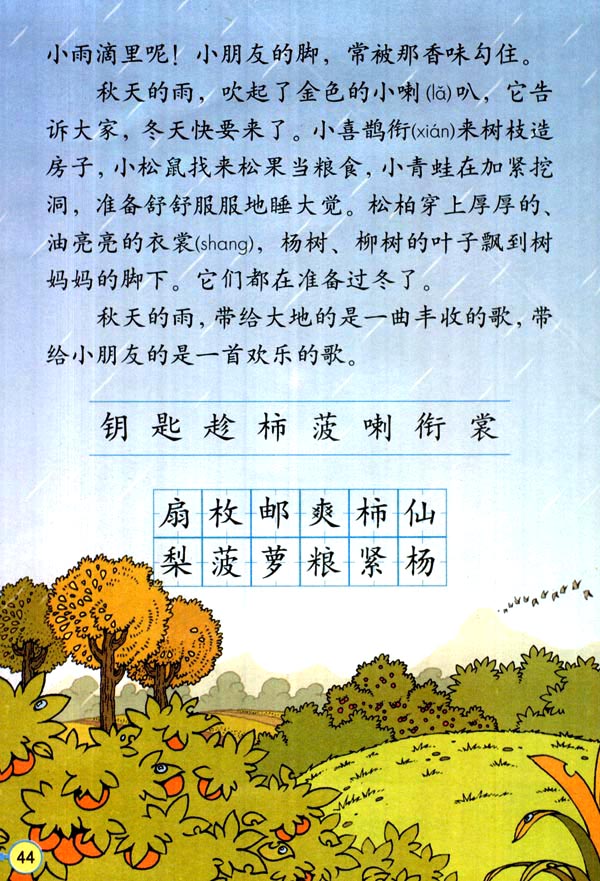 小雨滴里呢！小朋友的脚，常被那香味勾住。
秋天的雨，吹起了金色的小喇(lǎ)叭，它告
诉大家，冬天快要来了。小喜鹊衔(xián)来树枝造
房子，小松鼠找来松果当粮食，小青蛙在加紧挖
洞，准备舒舒服服地睡大觉。松柏穿上厚厚的、
油亮亮的衣裳(shang)，杨树、柳树的叶子飘到树
妈妈的脚下。它们都在准备过冬了。
秋天的雨，带给大地的是一曲丰收的歌，带
给小朋友的是一首欢乐的歌。
钥 匙 趁 柿 菠 喇 衔 裳
扇 枚 邮 爽 柿 仙
梨 菠 萝 粮 紧 杨
44